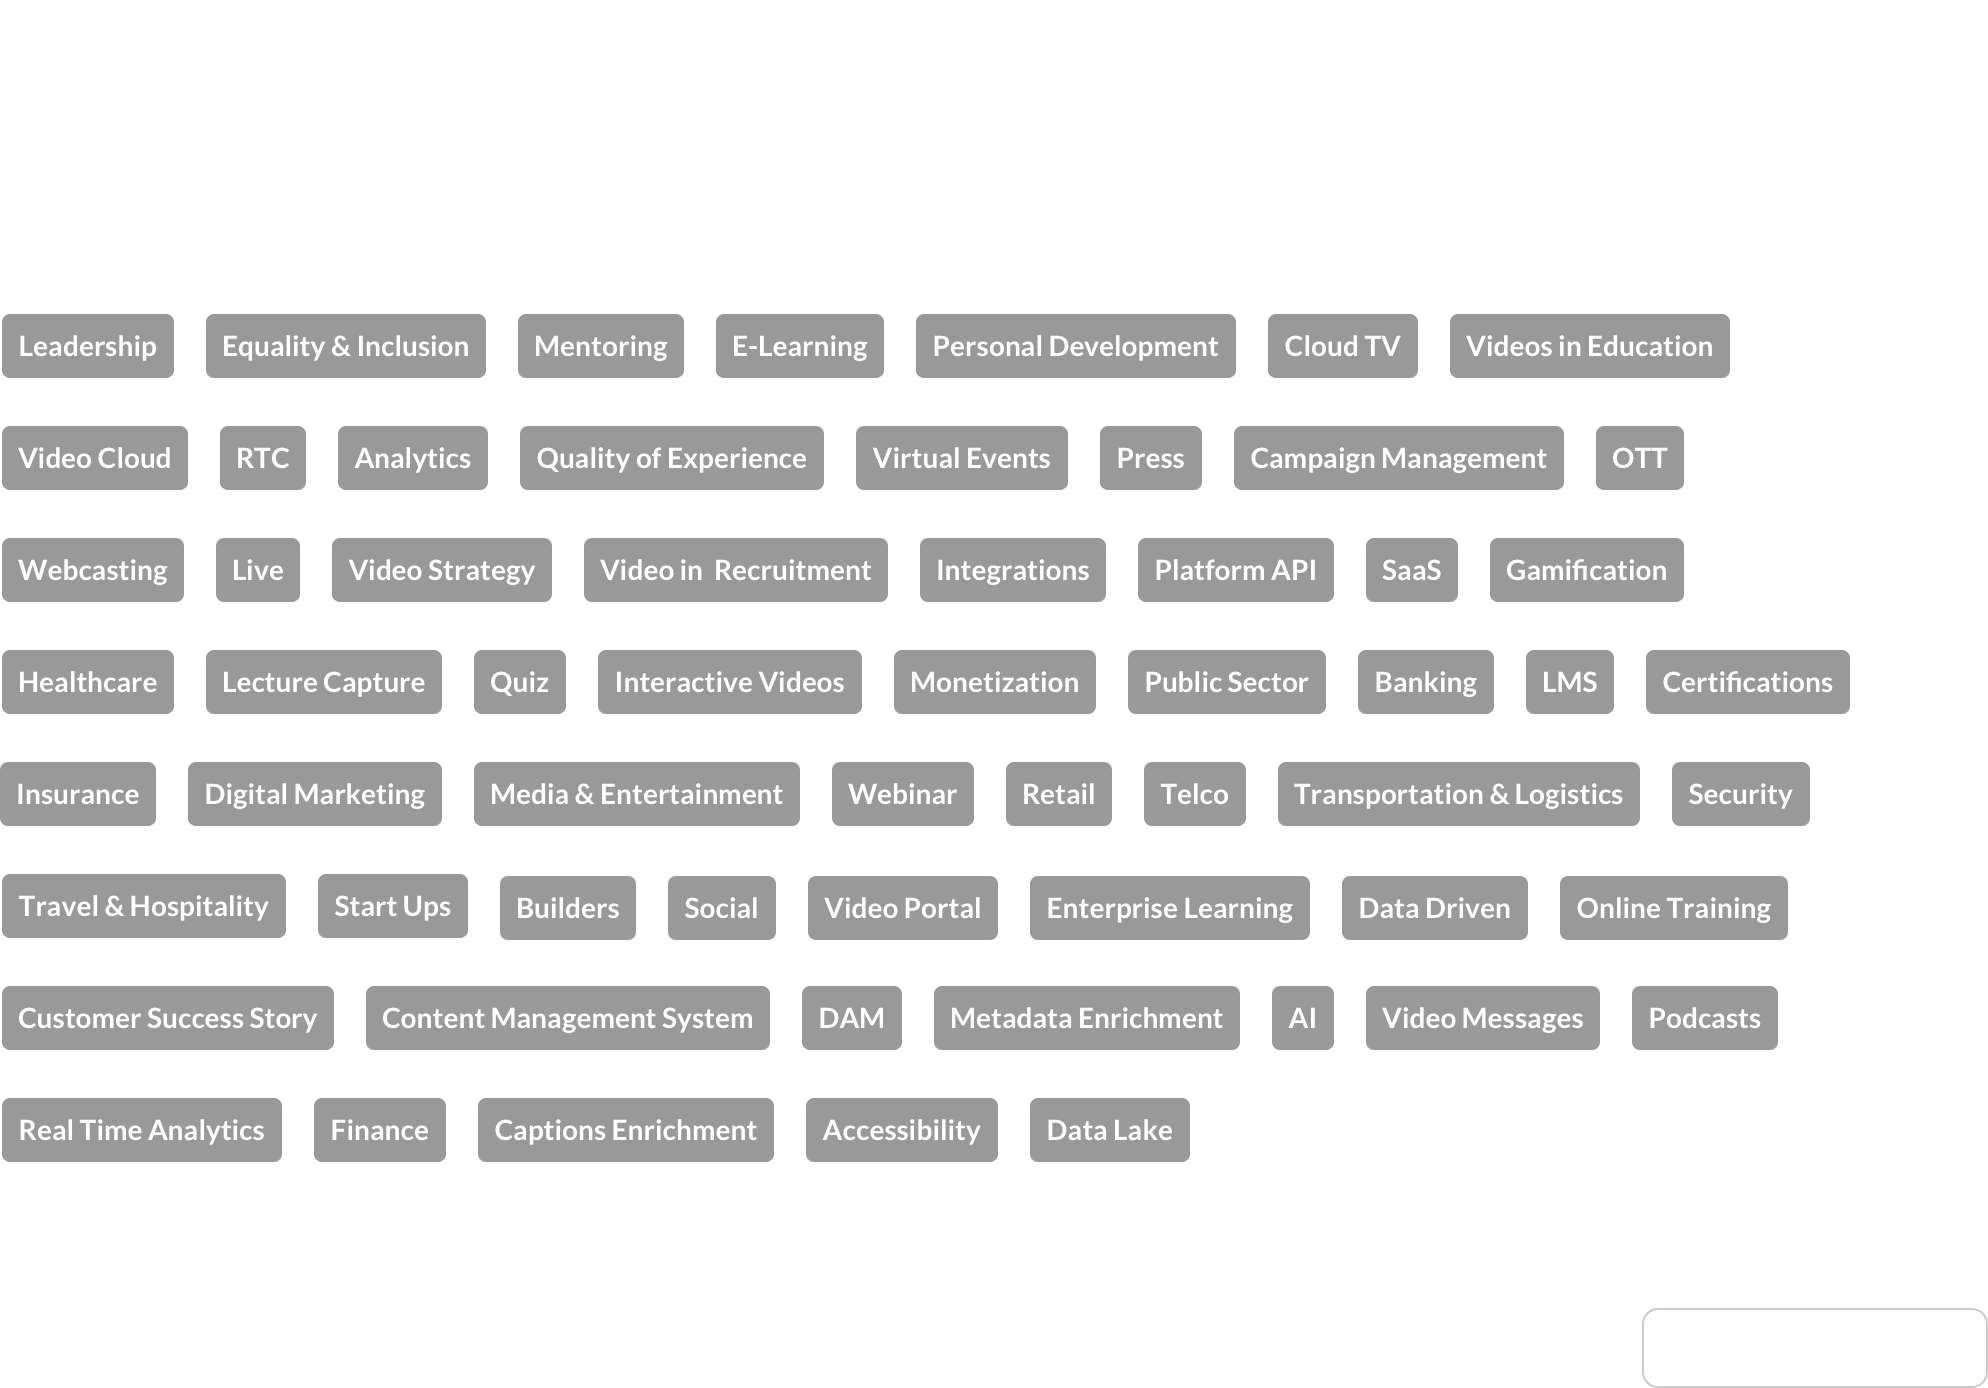 Leadership Equality & Inclusion Mentoring E-Learning Personal Development Cloud TV Videos in Education
Video Cloud RTC Analytics Quality of Experience Virtual Events Press Campaign Management OTT
Webcasting Live Video Strategy Video in  Recruitment Integrations Platform API SaaS Gamification
Healthcare Lecture Capture Quiz Interactive Videos Monetization Public Sector Banking LMS Certifications
Insurance Digital Marketing Media & Entertainment Webinar Retail Telco Transportation & Logistics Security
Travel & Hospitality Start Ups Builders Social Video Portal Enterprise Learning Data Driven Online Training
Customer Success Story Content Management System DAM Metadata Enrichment AI Video Messages Podcasts
Real Time Analytics Finance Captions Enrichment Accessibility Data Lake